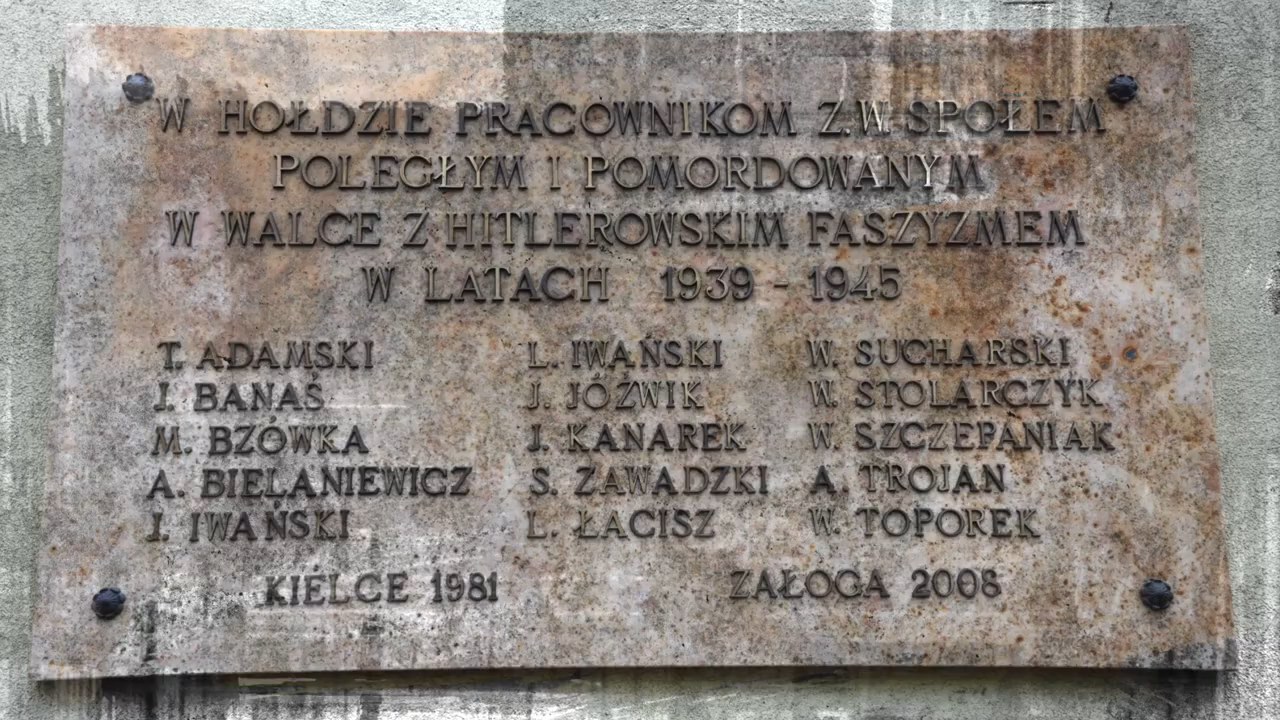 W HOŁDZIE PRACOWNIKOM Z.W. SPOŁEM
POLEGŁYM I POMORDOWANYM
W WALCE Z HITLEROWSKIM FASZYZMEM
W LATACH 1939 - 1945
T. ADAMSKI L. IWAŃSKI W. SUCHARSKI
J. BANAŚ J. JÓŹWIK W. STOLARCZYK
M. BZÓWKA J. KANAREK W. SZCZEPANIAK
A. BIELANIEWICZ S. ZAWADZKI A. TROJAN
J. IWAŃSKI L. ŁACISZ W. TOPOREK
KIELCE 1981 ZAŁOGA 2008